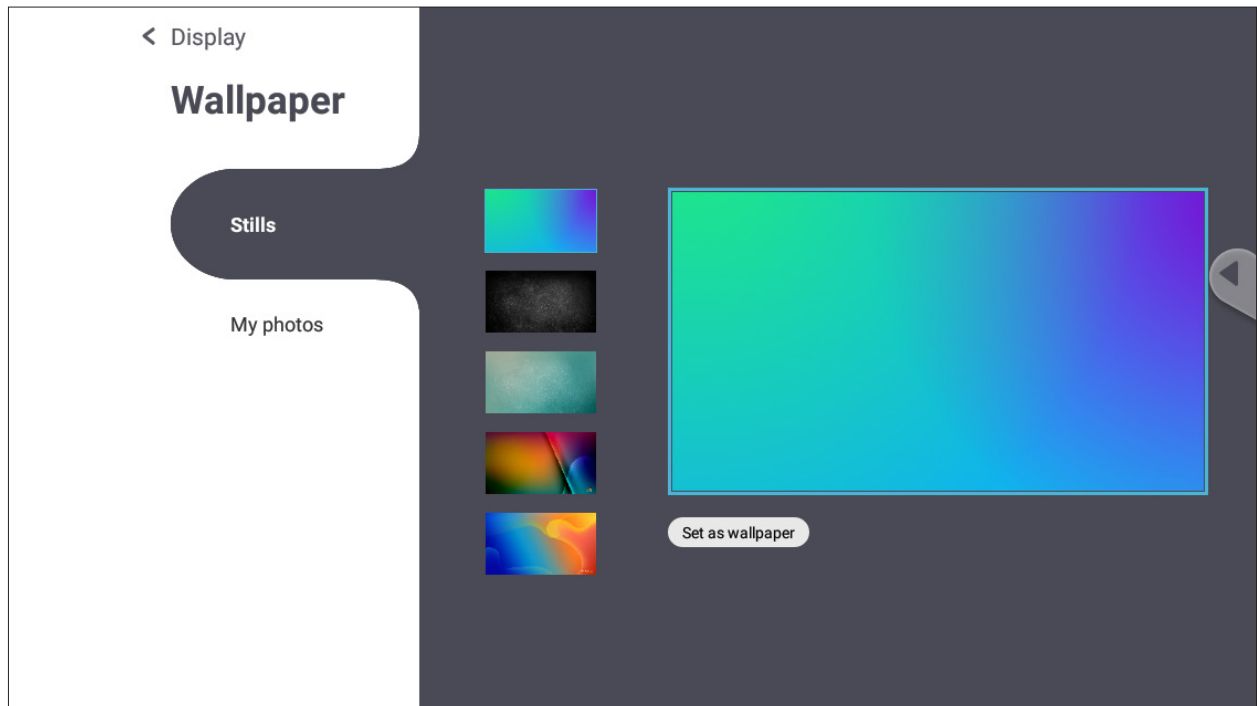 Display
Wallpaper
Stills
My photos
Set as wallpaper